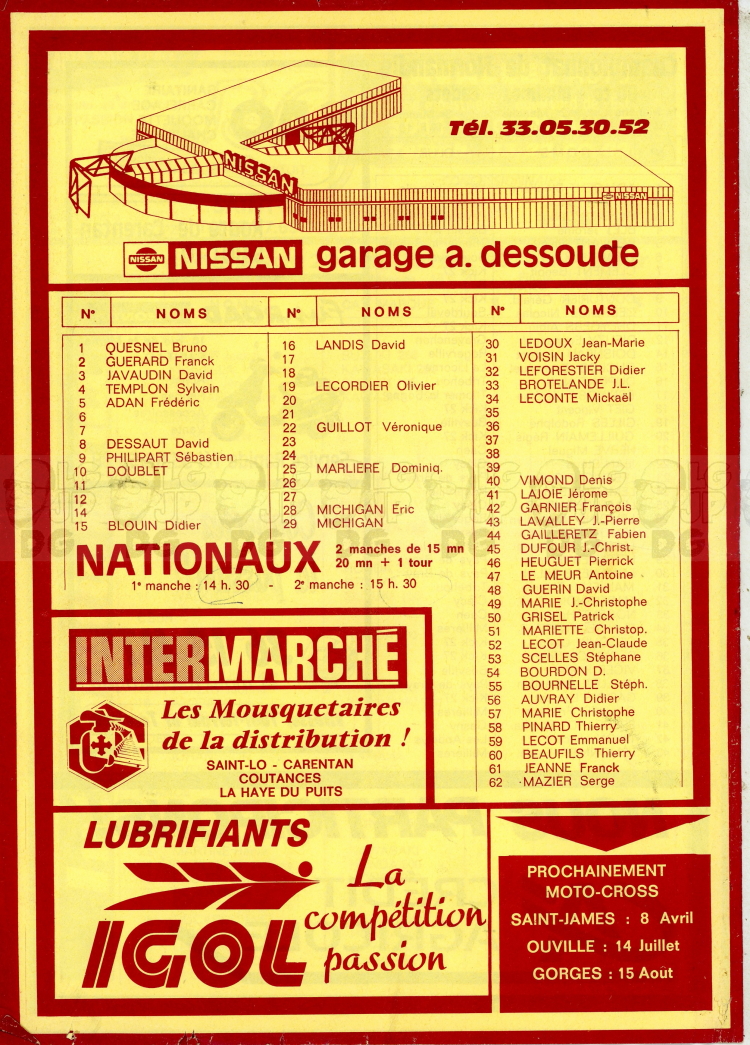 Tél. 33.05.30.52
NISSAN
NISSAN
NISSAN NISSAN garage a. dessoude
N° NOMS N° NOMS N° NOMS
1 QUESNEL Bruno
2 GUERARD Franck
3 JAVAUDIN David
4 TEMPLON Sylvain
5 ADAN Frédéric
6
7
8 DESSAUT David
9 PHILIPART Sébastien
10 DOUBLET
11
12
14
15 BLOUIN Didier
16 LANDIS David
17
18
19 LECORDIER Olivier
20
21
22 GUILLOT Véronique
23
24
25 MARLIERE Dominiq.
26
27
28 MICHIGAN Eric
29 MICHIGAN
30 LEDOUX Jean-Marie
31 VOISIN Jacky
32 LEFORESTIER Didier
33 BROTELANDE J.L.
34 LECONTE Mickaël
35
36
37
38
39
40 VIMOND Denis
41 LAJOIE Jérome
42 GARNIER François
43 LAVALLEY J.-Pierre
44 GAILLERETZ Fabien
45 DUFOUR J.-Christ.
46 HEUGUET Pierrick
47 LE MEUR Antoine
48 GUERIN David
49 MARIE J.-Christophe
50 GRISEL Patrick
51 MARIETTE Christop.
52 LECOT Jean-Claude
53 SCELLES Stéphane
54 BOURDON D.
55 BOURNELLE Stéph.
56 AUVRAY Didier
57 MARIE Christophe
58 PINARD Thierry
59 LECOT Emmanuel
60 BEAUFILS Thierry
61 JEANNE Franck
62 MAZIER Serge
NATIONAUX 2 manches de 15 mn
20 mn + 1 tour
1e manche : 14 h. 30 - 2e manche : 15 h. 30
INTERMARCHÉ
Les Mousquetaires
de la distribution !
SAINT-LO - CARENTAN
COUTANCES
LA HAYE DU PUITS
LUBRIFIANTS
IGOL
La
compétition
passion
PROCHAINEMENT
MOTO-CROSS
SAINT-JAMES : 8 Avril
OUVILLE : 14 Juillet
GORGES : 15 Août